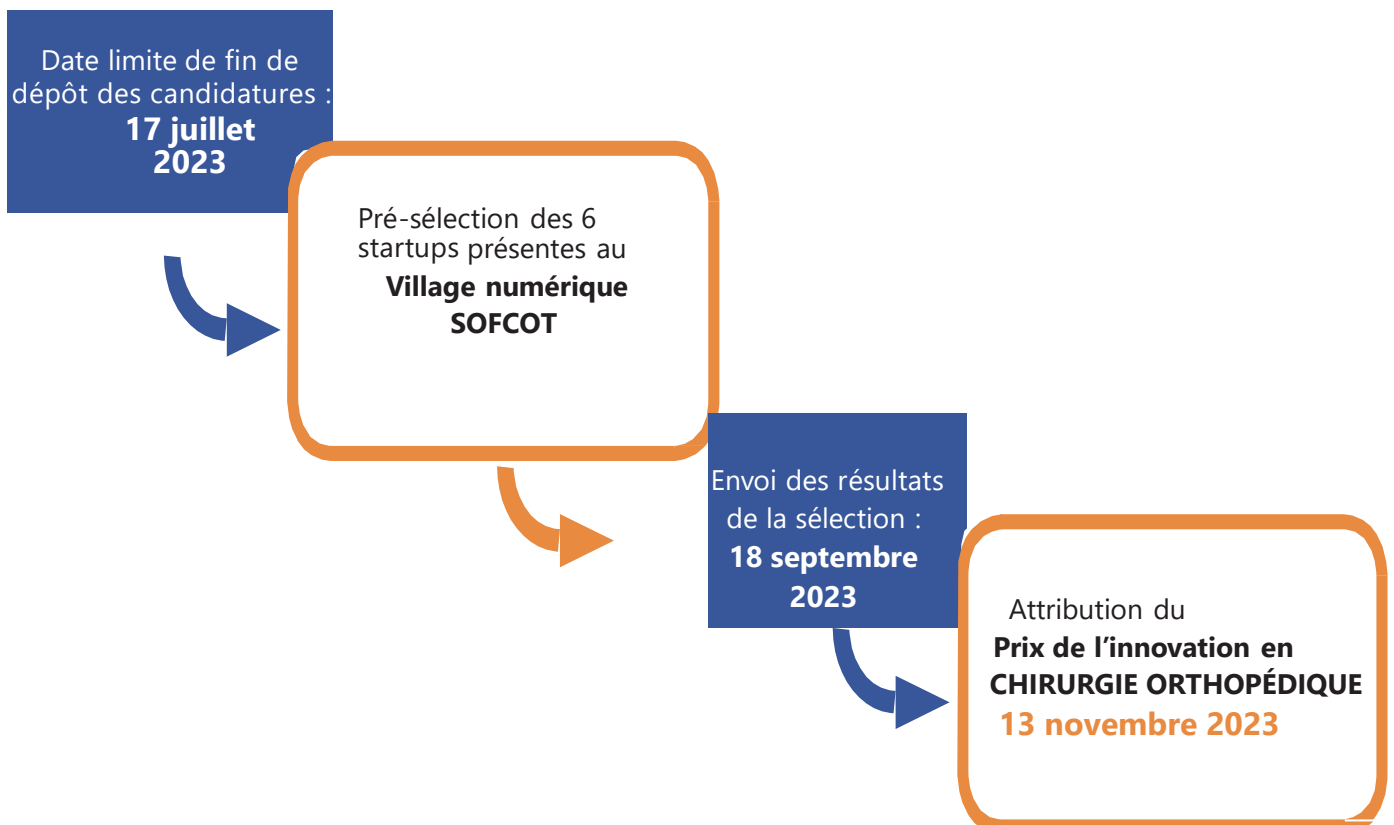 Date limite de fin de
dépôt des candidatures :
17 juillet
2023
Pré-sélection des 6
startups présentes au
Village numérique
SOFCOT
Envoi des résultats
de la sélection :
18 septembre
2023
Attribution du
Prix de l’innovation en
CHIRURGIE ORTHOPÉDIQUE
13 novembre 2023